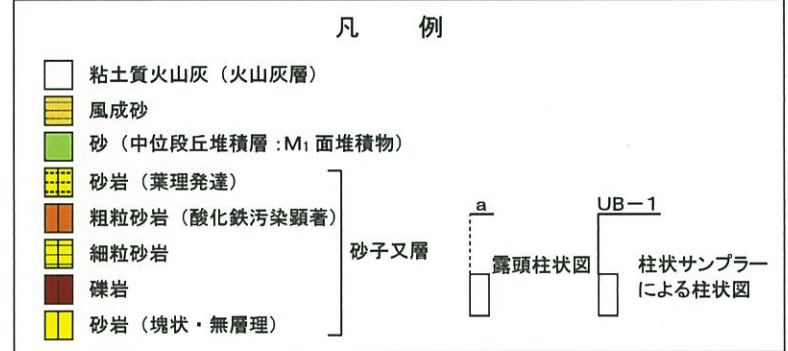 凡 例
粘土質火山灰（火山灰層）
風成砂
砂（中位段丘堆積層：M1 面堆積物）
砂岩（葉理発達）
粗粒砂岩（酸化鉄汚染顕著）
細粒砂岩
礫岩
砂岩（塊状・無層理）
砂子又層
a
露頭柱状図
UB－1
柱状サンプラー
による柱状図